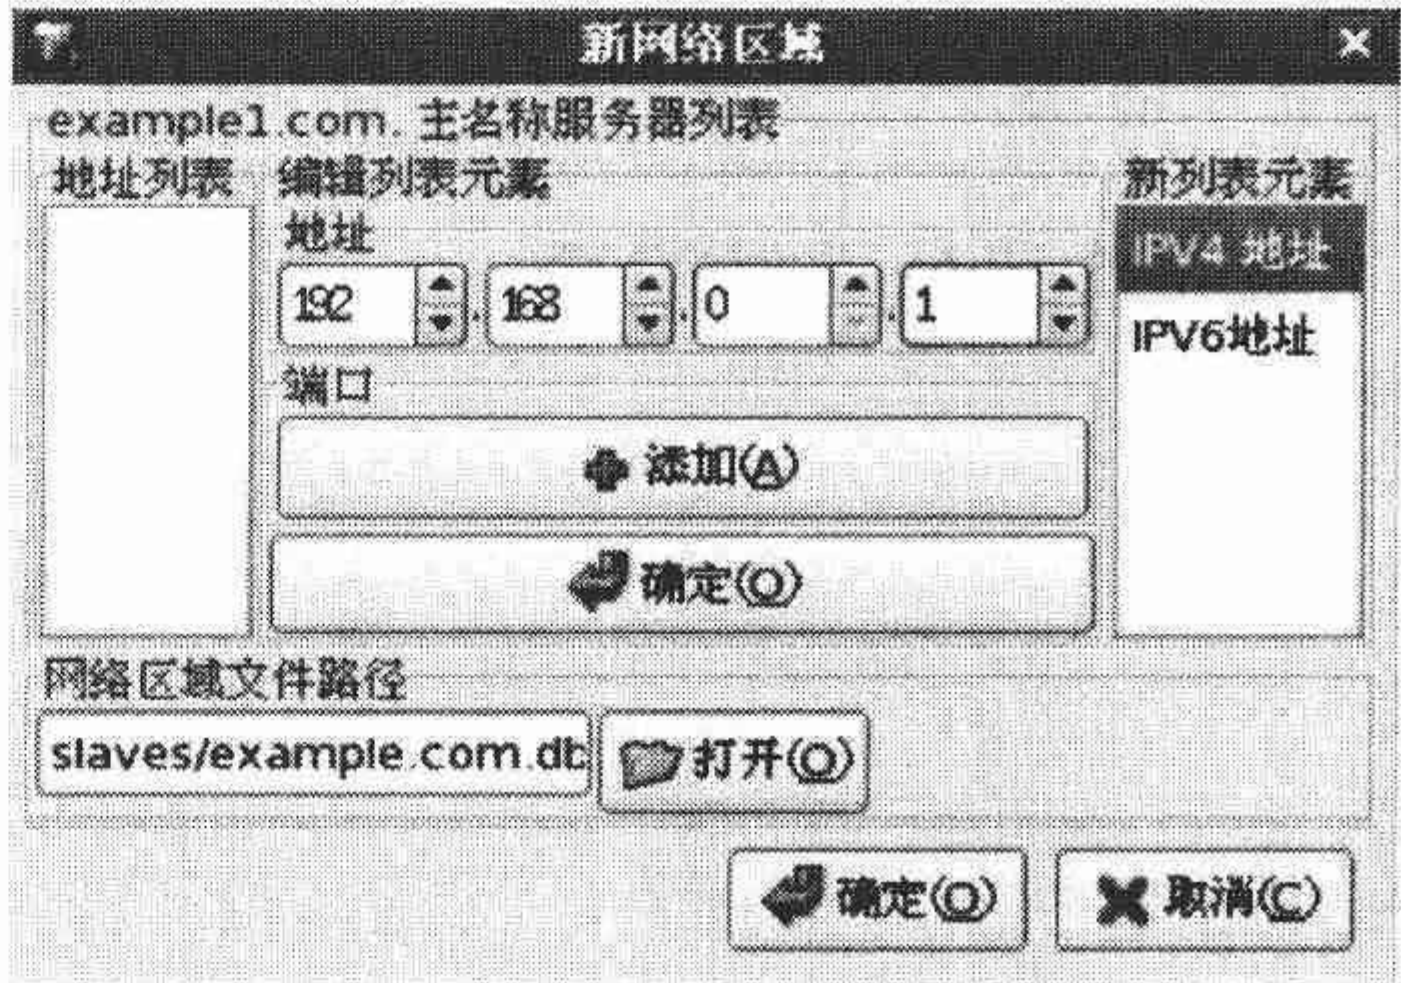 新网络区域
example1.com. 主名称服务器列表
地址列表
编辑列表元素
新列表元素
地址
192 . 168 . 0 . 1
IPV4 地址
IPV6地址
端口
添加(A)
确定(O)
网络区域文件路径
slaves/example.com.db
打开(O)
确定(O)
取消(C)